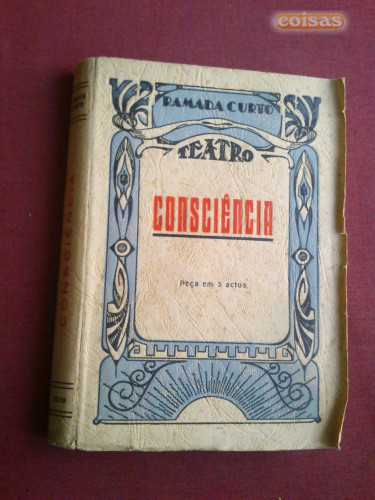 coisas
RAMADA CURTO
TEATRO
CONSCIÊNCIA
Peça em 3 actos
CONSCIÊNCIA